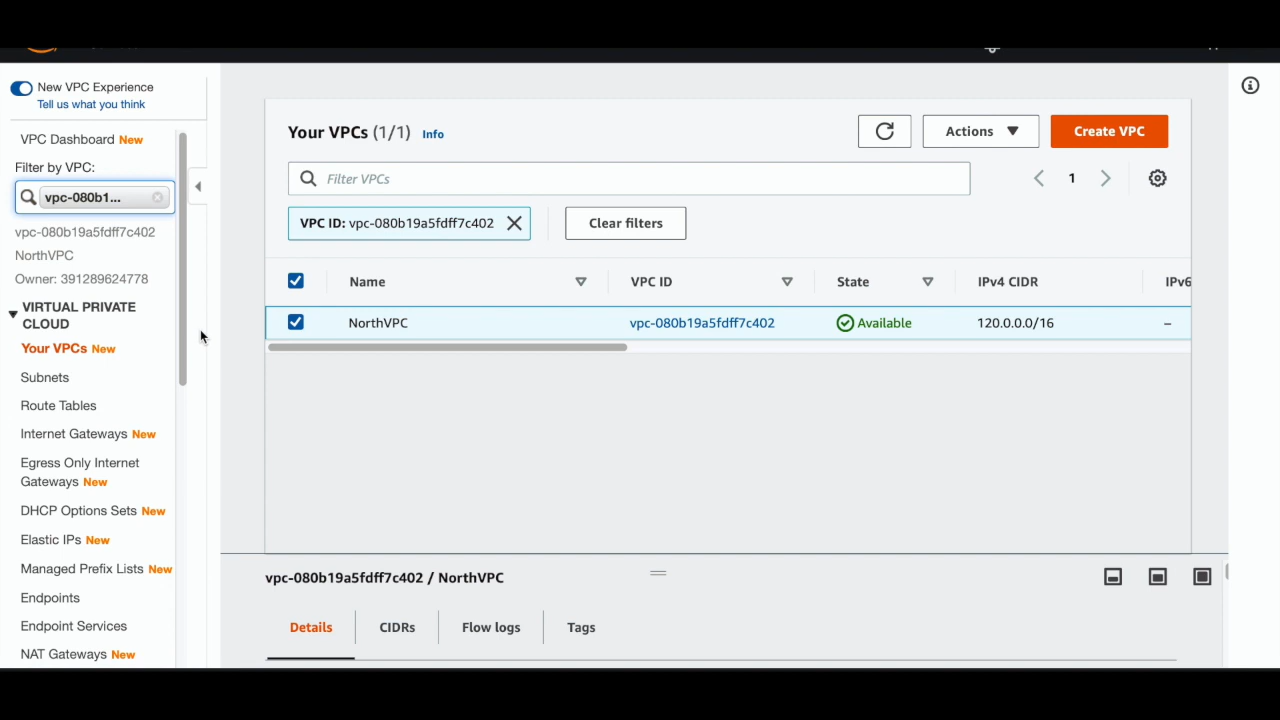 New VPC Experience
Tell us what you think
VPC Dashboard New
Filter by VPC:
vpc-080b1...
vpc-080b19a5fdff7c402
NorthVPC
Owner: 391289624778
VIRTUAL PRIVATE
CLOUD
Your VPCs New
Subnets
Route Tables
Internet Gateways New
Egress Only Internet
Gateways New
DHCP Options Sets New
Elastic IPs New
Managed Prefix Lists New
Endpoints
Endpoint Services
NAT Gateways New
Your VPCs (1/1) Info
Actions
Create VPC
Filter VPCs
1
VPC ID: vpc-080b19a5fdff7c402
Clear filters
Name VPC ID State IPv4 CIDR IPv6
NorthVPC vpc-080b19a5fdff7c402 Available 120.0.0.0/16 –
vpc-080b19a5fdff7c402 / NorthVPC
Details CIDRs Flow logs Tags